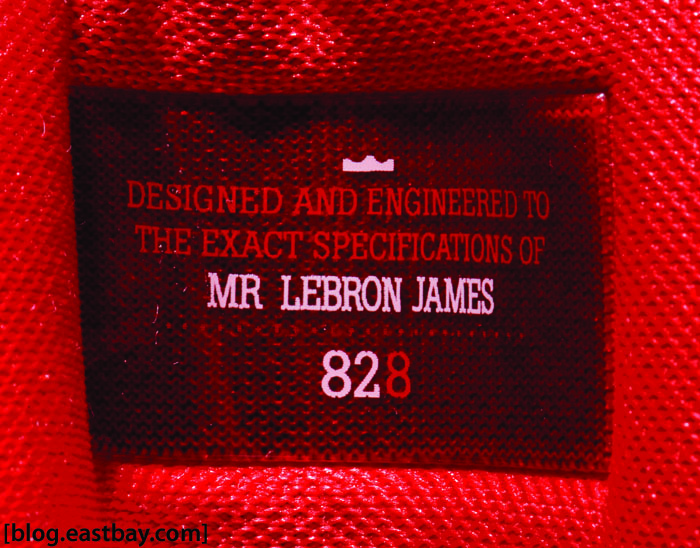 DESIGNED AND ENGINEERED TO
THE EXACT SPECIFICATIONS OF
MR LEBRON JAMES
828
[blog.eastbay.com]